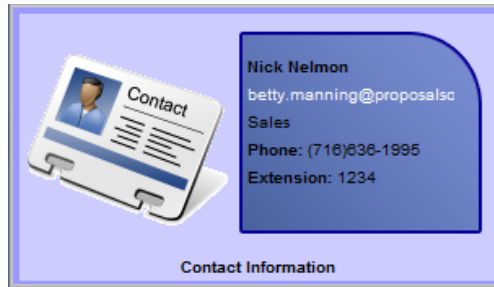 Contact
Nick Nelmon
betty.manning@proposalsc
Sales
Phone: (716)636-1995
Extension: 1234
Contact Information